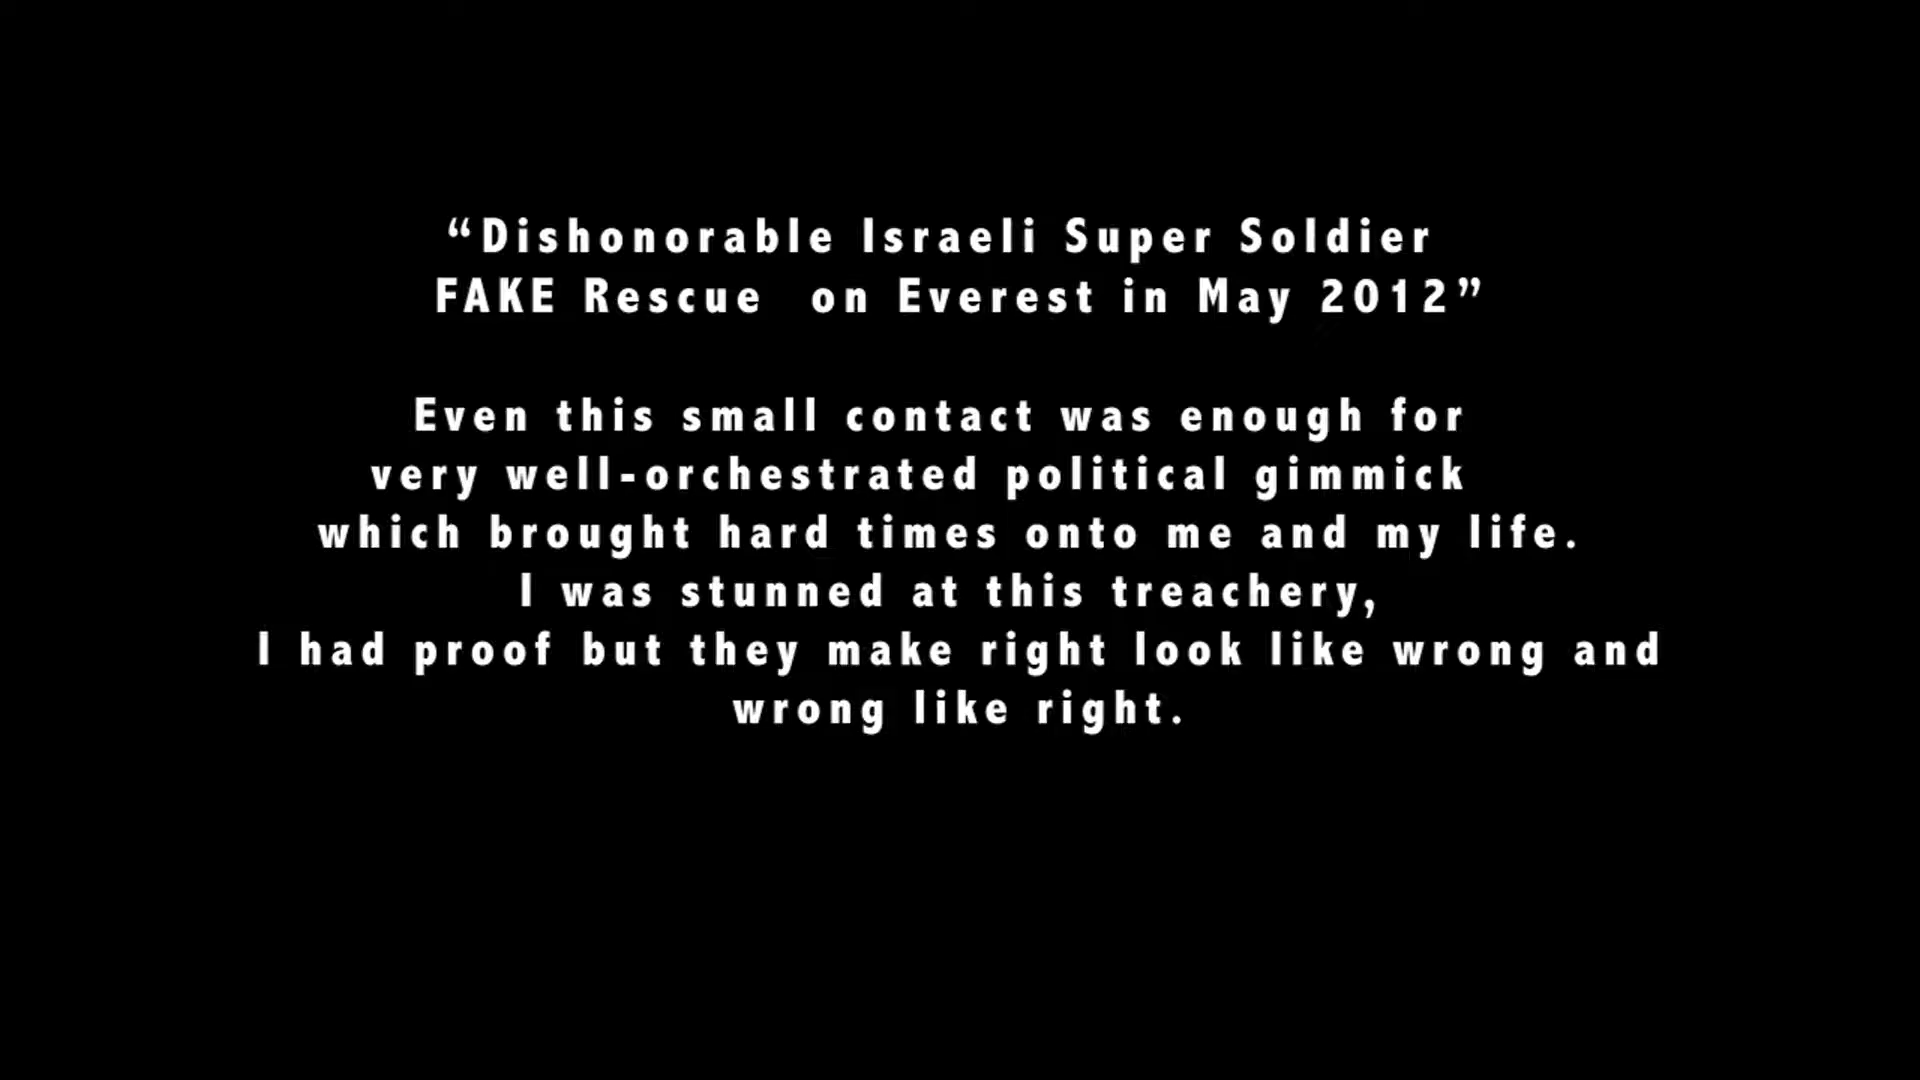 “Dishonorable Israeli Super Soldier
FAKE Rescue on Everest in May 2012”
Even this small contact was enough for
very well-orchestrated political gimmick
which brought hard times onto me and my life.
I was stunned at this treachery,
I had proof but they make right look like wrong and
wrong like right.